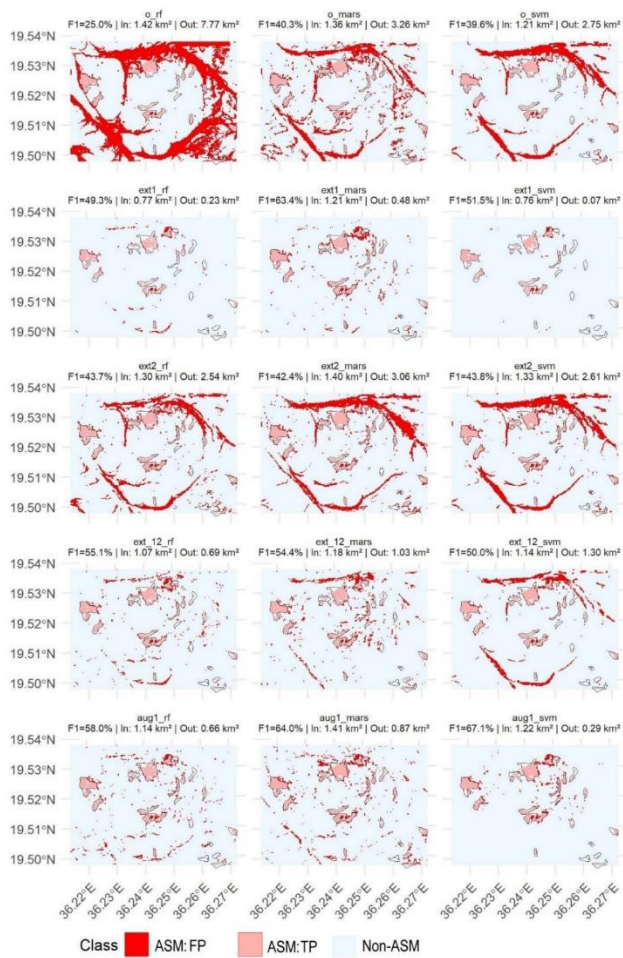 o_rf o_mars o_svm
F1=25.0% | In: 1.42 km² | Out: 7.77 km² F1=40.3% | In: 1.36 km² | Out: 3.26 km² F1=39.6% | In: 1.21 km² | Out: 2.75 km²
19.54°N
19.53°N
19.52°N
19.51°N
19.50°N
ext1_rf ext1_mars ext1_svm
F1=49.3% | In: 0.77 km² | Out: 0.23 km² F1=63.4% | In: 1.21 km² | Out: 0.48 km² F1=51.5% | In: 0.76 km² | Out: 0.07 km²
19.54°N
19.53°N
19.52°N
19.51°N
19.50°N
ext2_rf ext2_mars ext2_svm
F1=43.7% | In: 1.30 km² | Out: 2.54 km² F1=42.4% | In: 1.40 km² | Out: 3.06 km² F1=43.8% | In: 1.33 km² | Out: 2.61 km²
19.54°N
19.53°N
19.52°N
19.51°N
19.50°N
ext_12_rf ext_12_mars ext_12_svm
F1=55.1% | In: 1.07 km² | Out: 0.69 km² F1=54.4% | In: 1.18 km² | Out: 1.03 km² F1=50.0% | In: 1.14 km² | Out: 1.30 km²
19.54°N
19.53°N
19.52°N
19.51°N
19.50°N
aug1_rf aug1_mars aug1_svm
F1=58.0% | In: 1.14 km² | Out: 0.66 km² F1=64.0% | In: 1.41 km² | Out: 0.87 km² F1=67.1% | In: 1.22 km² | Out: 0.29 km²
19.54°N
19.53°N
19.52°N
19.51°N
19.50°N
36.22°E 36.23°E 36.24°E 36.25°E 36.26°E 36.27°E 36.22°E 36.23°E 36.24°E 36.25°E 36.26°E 36.27°E 36.22°E 36.23°E 36.24°E 36.25°E 36.26°E 36.27°E
Class ASM:FP ASM:TP Non-ASM